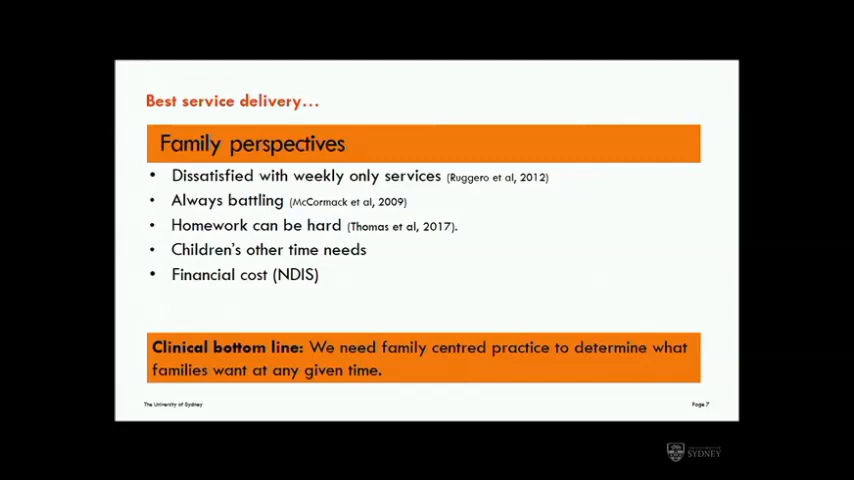 Best service delivery...
Family perspectives
• Dissatisfied with weekly only services (Ruggero et al, 2012)
• Always battling (McCormack et al, 2009)
• Homework can be hard (Thomas et al, 2017).
• Children's other time needs
• Financial cost (NDIS)
Clinical bottom line: We need family centred practice to determine what
families want at any given time.
The University of Sydney
Page 7
SYDNEY